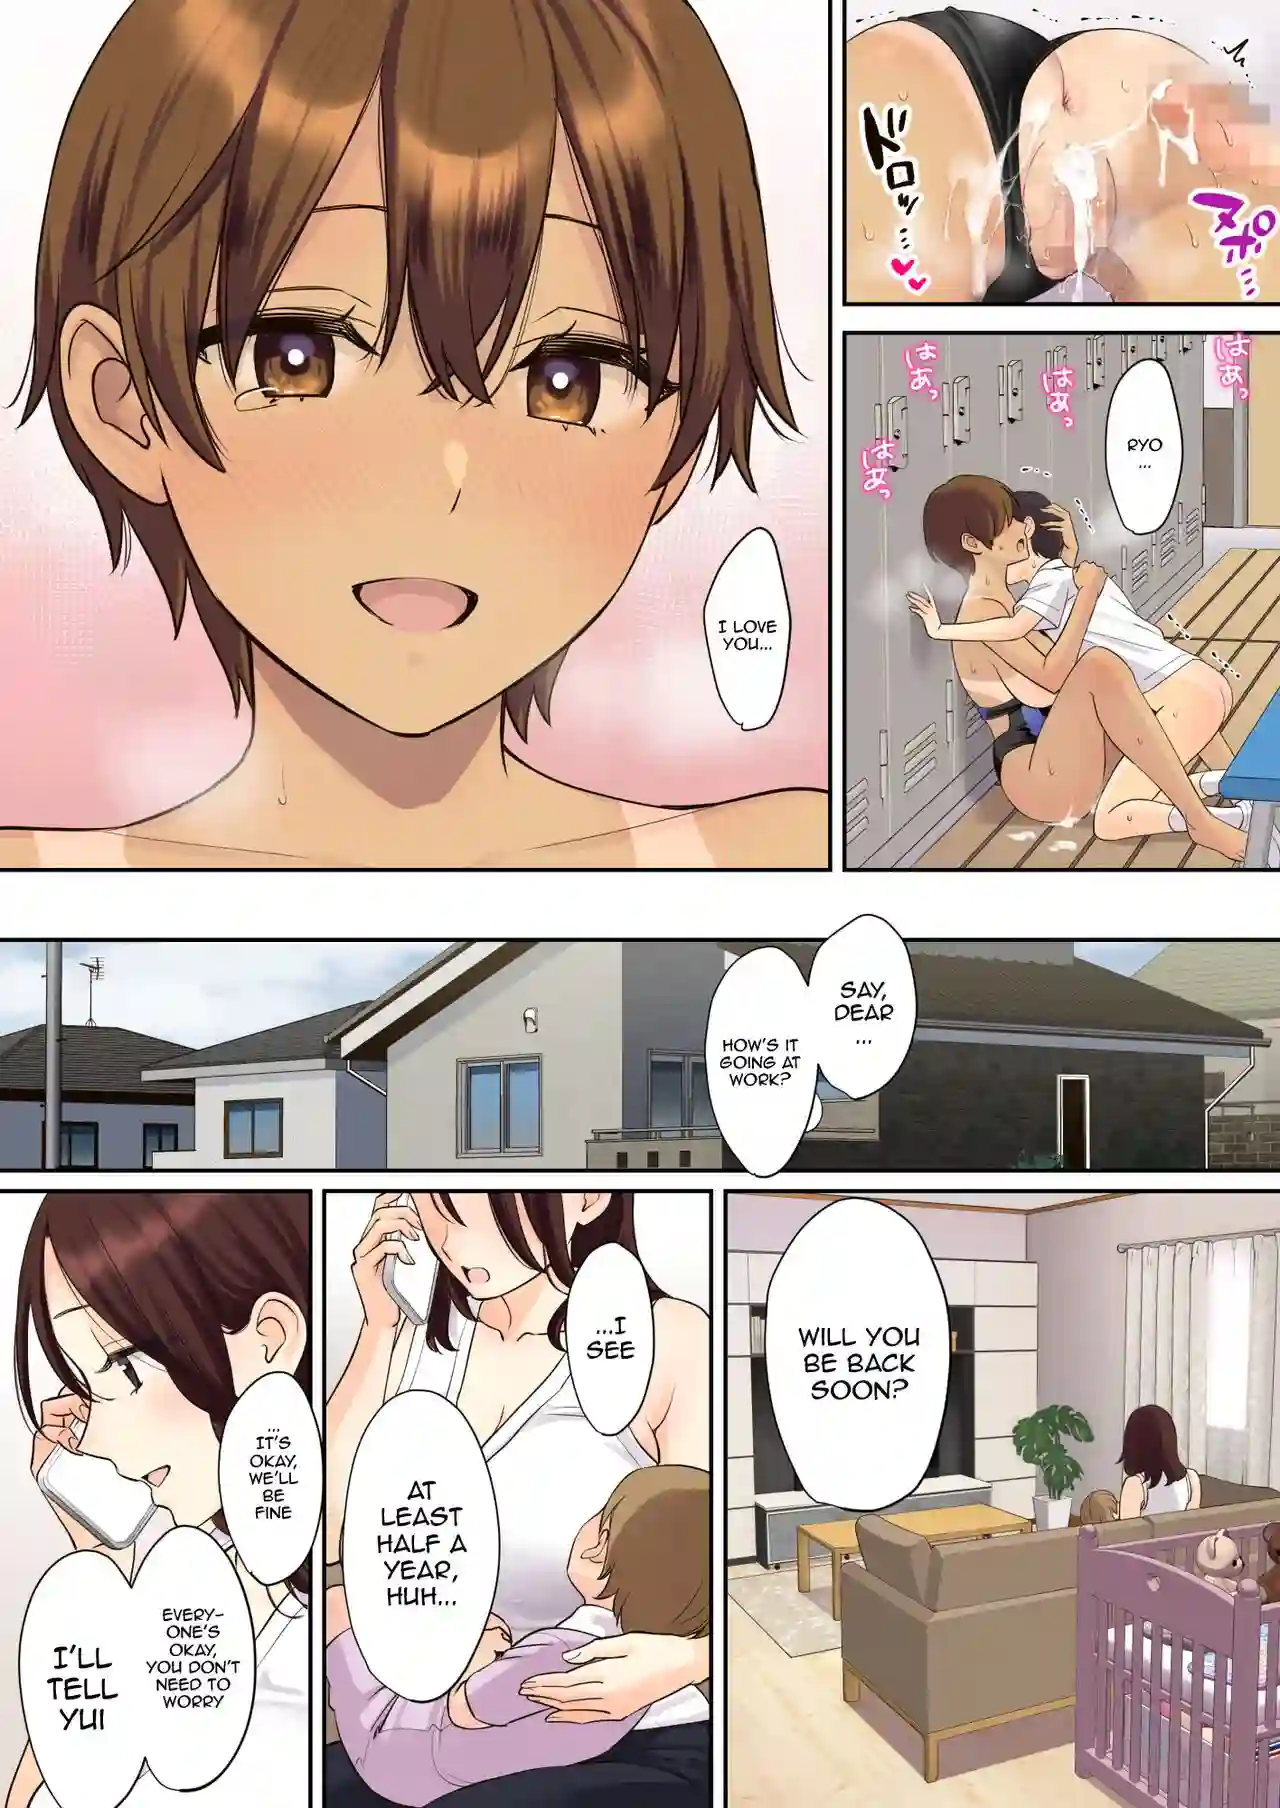 ドロッ…
ヌポ…
はあっ
はあっ
はあっ
はあっ
RYO
...
I LOVE
YOU...
SAY,
DEAR
...
HOW'S IT
GOING AT
WORK?
WILL YOU
BE BACK
SOON?
...I
SEE
AT
LEAST
HALF A
YEAR,
HUH...
...
IT'S
OKAY,
WE'LL
BE
FINE
EVERY-
ONE'S
OKAY,
YOU DON'T
NEED TO
WORRY
I'LL
TELL
YUI